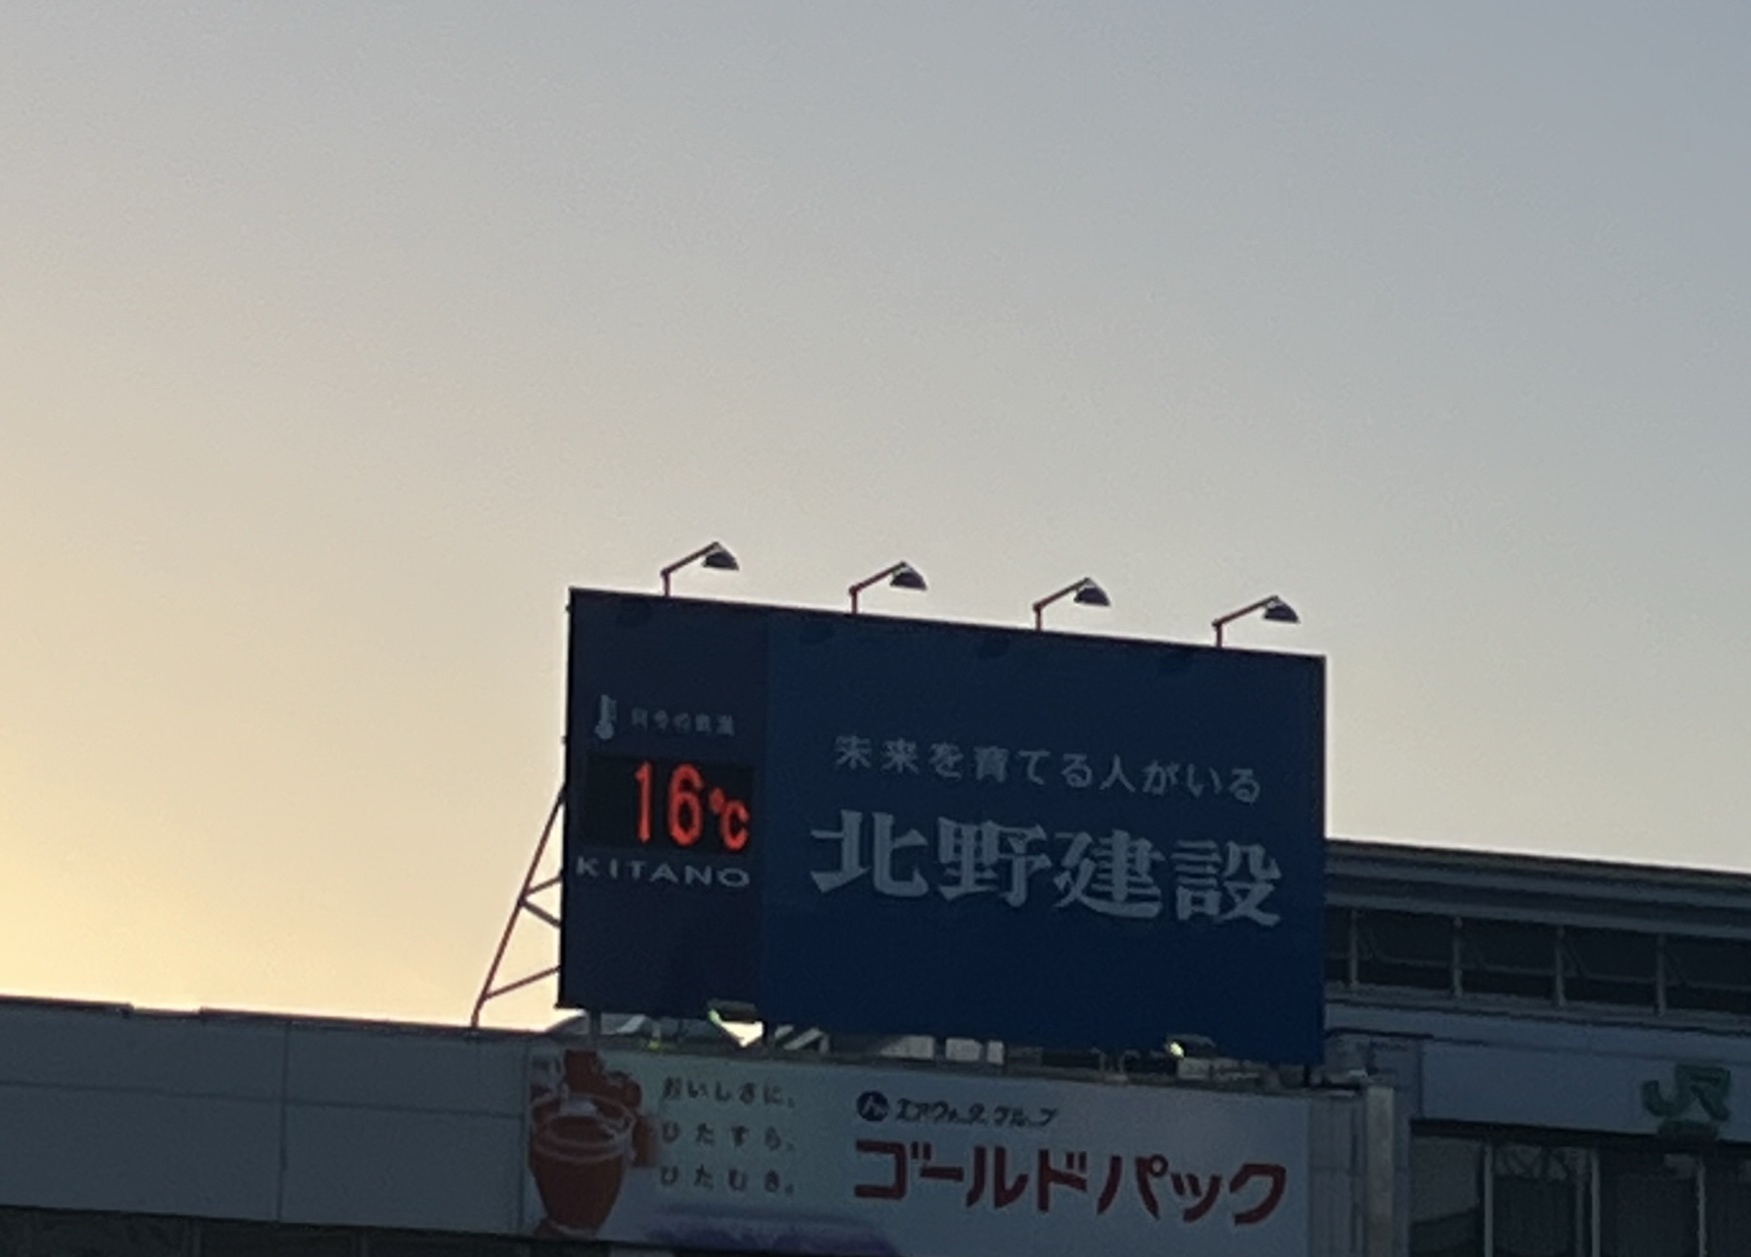 只今の気温
16℃
KITANO
未来を育てる人がいる
北野建設
おいしさに、
ひたすら、
ひたむき。
エア・ウォーターグループ
ゴールドパック
JR